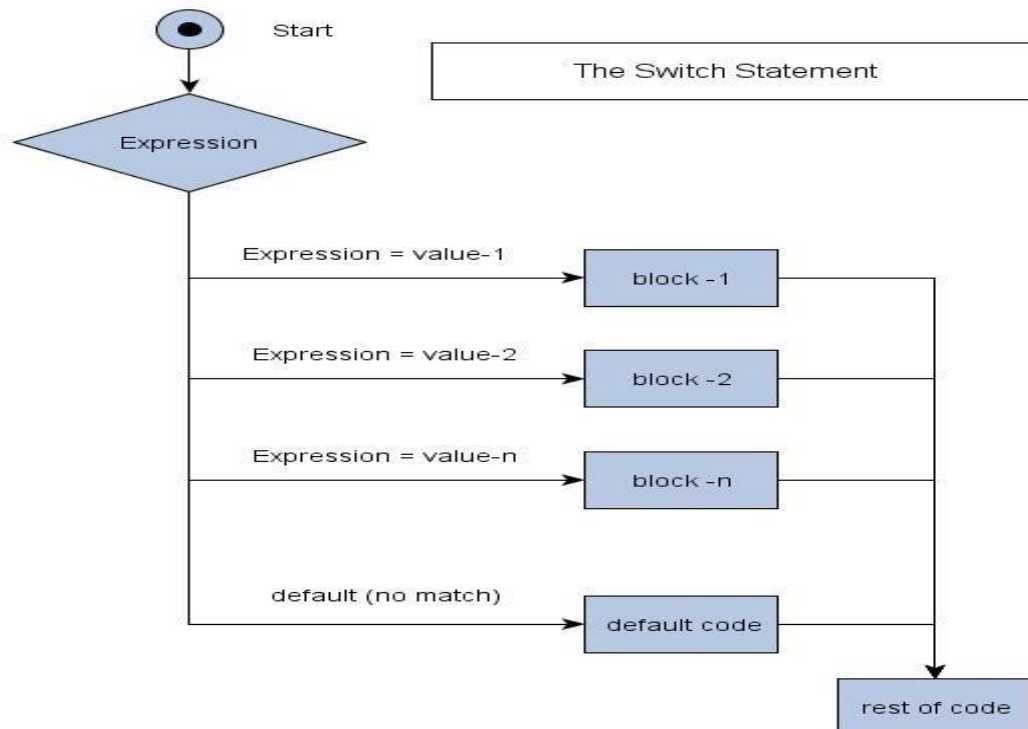 Start
The Switch Statement
Expression
Expression = value-1
block -1
Expression = value-2
block -2
Expression = value-n
block -n
default (no match)
default code
rest of code